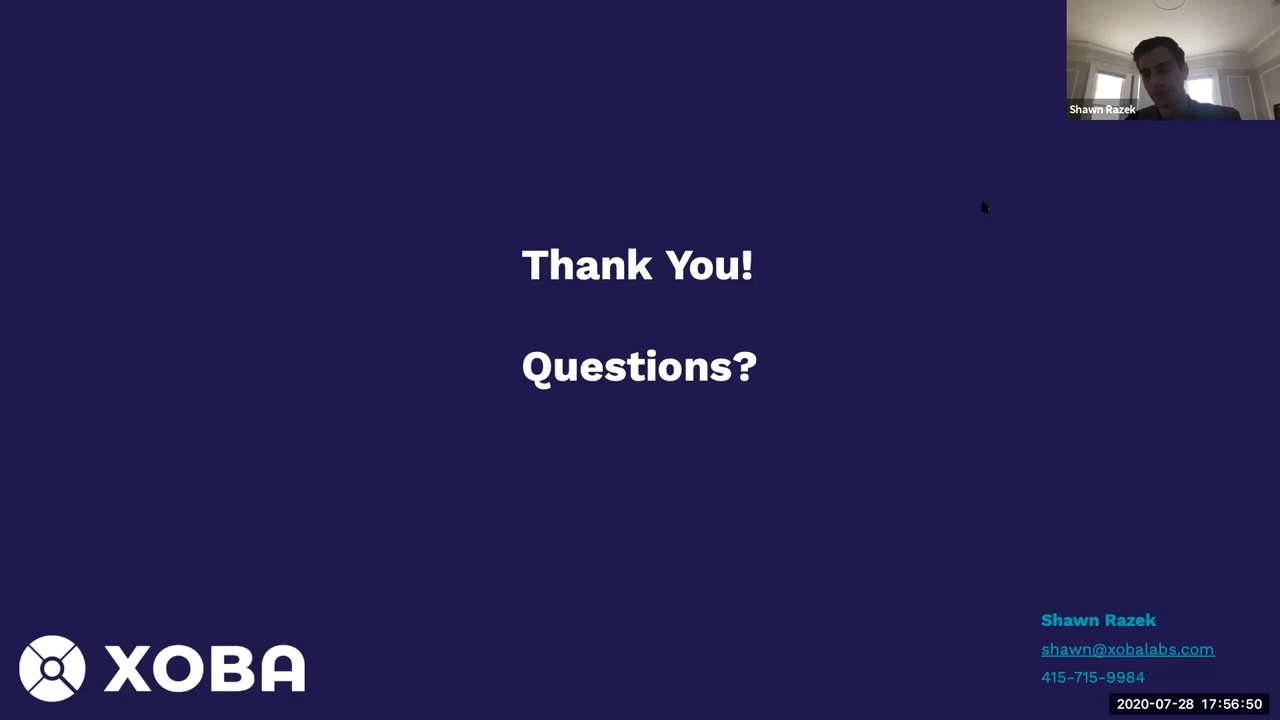 Shawn Razek
Thank You!
Questions?
XOBA
Shawn Razek
shawn@xobalabs.com
415-715-9984
2020-07-28 17:56:50